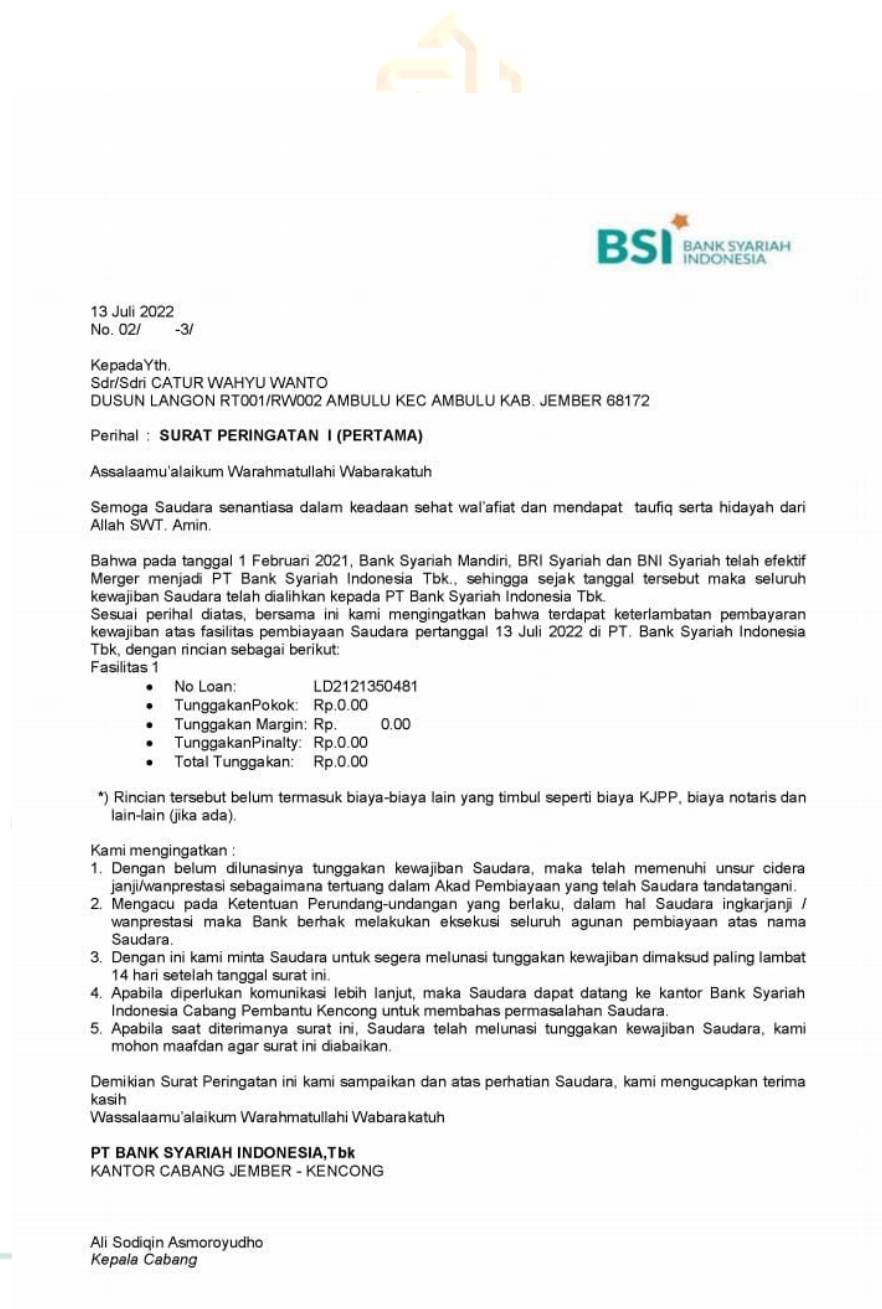 BSI BANK SYARIAH
INDONESIA
13 Juli 2022
No. 02/ -3/
KepadaYth.
Sdr/Sdri CATUR WAHYU WANTO
DUSUN LANGON RT001/RW002 AMBULU KEC AMBULU KAB. JEMBER 68172
Perihal : SURAT PERINGATAN I (PERTAMA)
Assalaamu'alaikum Warahmatullahi Wabarakatuh
Semoga Saudara senantiasa dalam keadaan sehat wal'afiat dan mendapat taufiq serta hidayah dari
Allah SWT. Amin.
Bahwa pada tanggal 1 Februari 2021, Bank Syariah Mandiri, BRI Syariah dan BNI Syariah telah efektif
Merger menjadi PT Bank Syariah Indonesia Tbk., sehingga sejak tanggal tersebut maka seluruh
kewajiban Saudara telah dialihkan kepada PT Bank Syariah Indonesia Tbk.
Sesuai perihal diatas, bersama ini kami mengingatkan bahwa terdapat keterlambatan pembayaran
kewajiban atas fasilitas pembiayaan Saudara pertanggal 13 Juli 2022 di PT. Bank Syariah Indonesia
Tbk, dengan rincian sebagai berikut:
Fasilitas 1
• No Loan: LD2121350481
• TunggakanPokok: Rp.0.00
• Tunggakan Margin: Rp. 0.00
• TunggakanPinalty: Rp.0.00
• Total Tunggakan: Rp.0.00
*) Rincian tersebut belum termasuk biaya-biaya lain yang timbul seperti biaya KJPP, biaya notaris dan
lain-lain (jika ada).
Kami mengingatkan :
1. Dengan belum dilunasinya tunggakan kewajiban Saudara, maka telah memenuhi unsur cidera
janji/wanprestasi sebagaimana tertuang dalam Akad Pembiayaan yang telah Saudara tandatangani.
2. Mengacu pada Ketentuan Perundang-undangan yang berlaku, dalam hal Saudara ingkarjanji /
wanprestasi maka Bank berhak melakukan eksekusi seluruh agunan pembiayaan atas nama
Saudara.
3. Dengan ini kami minta Saudara untuk segera melunasi tunggakan kewajiban dimaksud paling lambat
14 hari setelah tanggal surat ini.
4. Apabila diperlukan komunikasi lebih lanjut, maka Saudara dapat datang ke kantor Bank Syariah
Indonesia Cabang Pembantu Kencong untuk membahas permasalahan Saudara.
5. Apabila saat diterimanya surat ini, Saudara telah melunasi tunggakan kewajiban Saudara, kami
mohon maafdan agar surat ini diabaikan.
Demikian Surat Peringatan ini kami sampaikan dan atas perhatian Saudara, kami mengucapkan terima
kasih
Wassalaamu'alaikum Warahmatullahi Wabarakatuh
PT BANK SYARIAH INDONESIA,Tbk
KANTOR CABANG JEMBER - KENCONG
Ali Sodiqin Asmoroyudho
Kepala Cabang